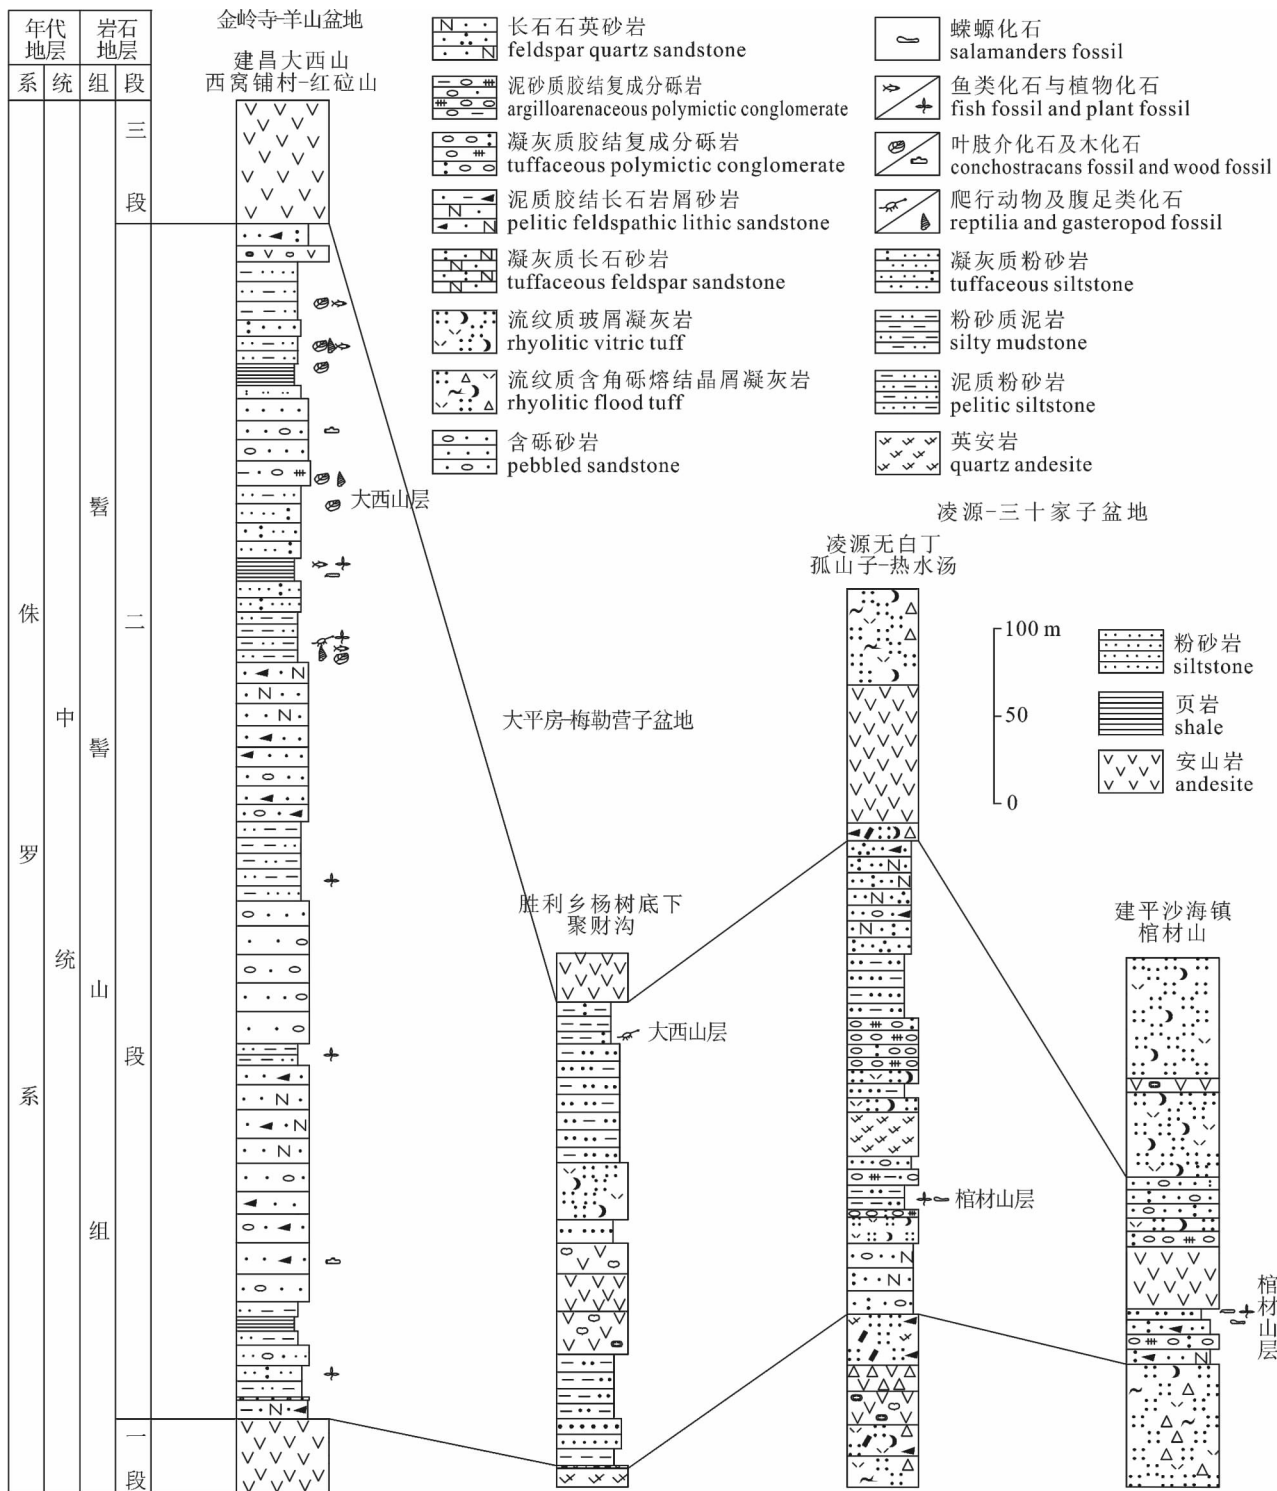 年代
地层
岩石
地层
系
统
组
段
金岭寺-羊山盆地
建昌大西山
西窝铺村-红砬山
侏
罗
系
中
统
髫
髻
山
组
三
段
二
段
一
段
长石石英砂岩
feldspar quartz sandstone
泥砂质胶结复成分砾岩
argilloarenaceous polymictic conglomerate
凝灰质胶结复成分砾岩
tuffaceous polymictic conglomerate
泥质胶结长石岩屑砂岩
pelitic feldspathic lithic sandstone
凝灰质长石砂岩
tuffaceous feldspar sandstone
流纹质玻屑凝灰岩
rhyolitic vitric tuff
流纹质含角砾熔结晶屑凝灰岩
rhyolitic flood tuff
含砾砂岩
pebbled sandstone
蝾螈化石
salamanders fossil
鱼类化石与植物化石
fish fossil and plant fossil
叶肢介化石及木化石
conchostracans fossil and wood fossil
爬行动物及腹足类化石
reptilia and gasteropod fossil
凝灰质粉砂岩
tuffaceous siltstone
粉砂质泥岩
silty mudstone
泥质粉砂岩
pelitic siltstone
英安岩
quartz andesite
大西山层
凌源-三十家子盆地
凌源无白丁
孤山子-热水汤
100 m
50
0
粉砂岩
siltstone
页岩
shale
安山岩
andesite
大平房-梅勒营子盆地
胜利乡杨树底下
聚财沟
大西山层
棺材山层
建平沙海镇
棺材山
棺
材
山
层